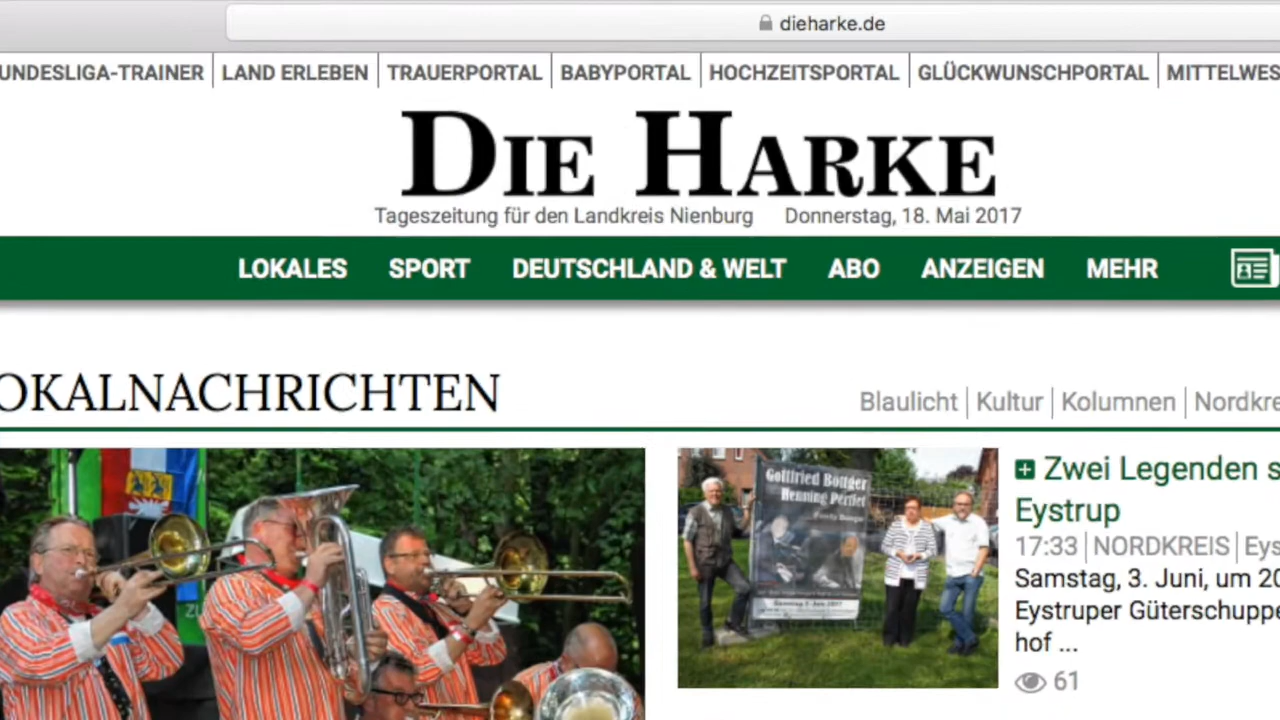 dieharke.de
UNDESLIGA-TRAINER LAND ERLEBEN TRAUERPORTAL BABYPORTAL HOCHZEITSPORTAL GLÜCKWUNSCHPORTAL MITTELWES
DIE HARKE
Tageszeitung für den Landkreis Nienburg Donnerstag, 18. Mai 2017
LOKALES SPORT DEUTSCHLAND & WELT ABO ANZEIGEN MEHR
OKALNACHRICHTEN
Blaulicht Kultur Kolumnen Nordkre
Gottfried Böttger
Henning Pertiet
Zwei Legenden s
Eystrup
17:33 NORDKREIS Eys
Samstag, 3. Juni, um 20
Eystruper Güterschuppe
hof ...
61